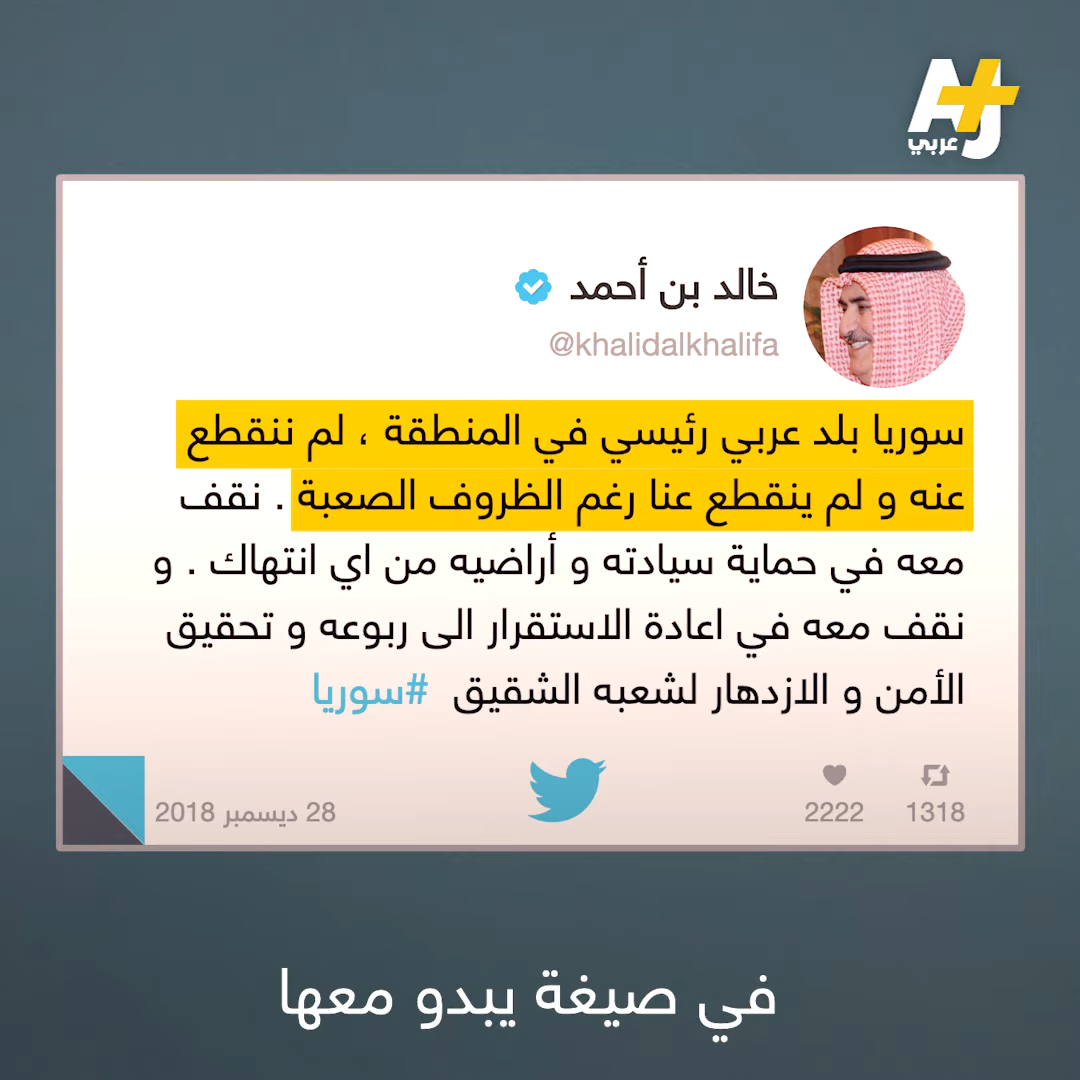 AJ+
عربي
خالد بن أحمد
@khalidalkhalifa
سوريا بلد عربي رئيسي في المنطقة ، لم ننقطع
عنه و لم ينقطع عنا رغم الظروف الصعبة . نقف
معه في حماية سيادته و أراضيه من اي انتهاك . و
نقف معه في اعادة الاستقرار الى ربوعه و تحقيق
الأمن و الازدهار لشعبه الشقيق #سوريا
1318
2222
28 ديسمبر 2018
في صيغة يبدو معها